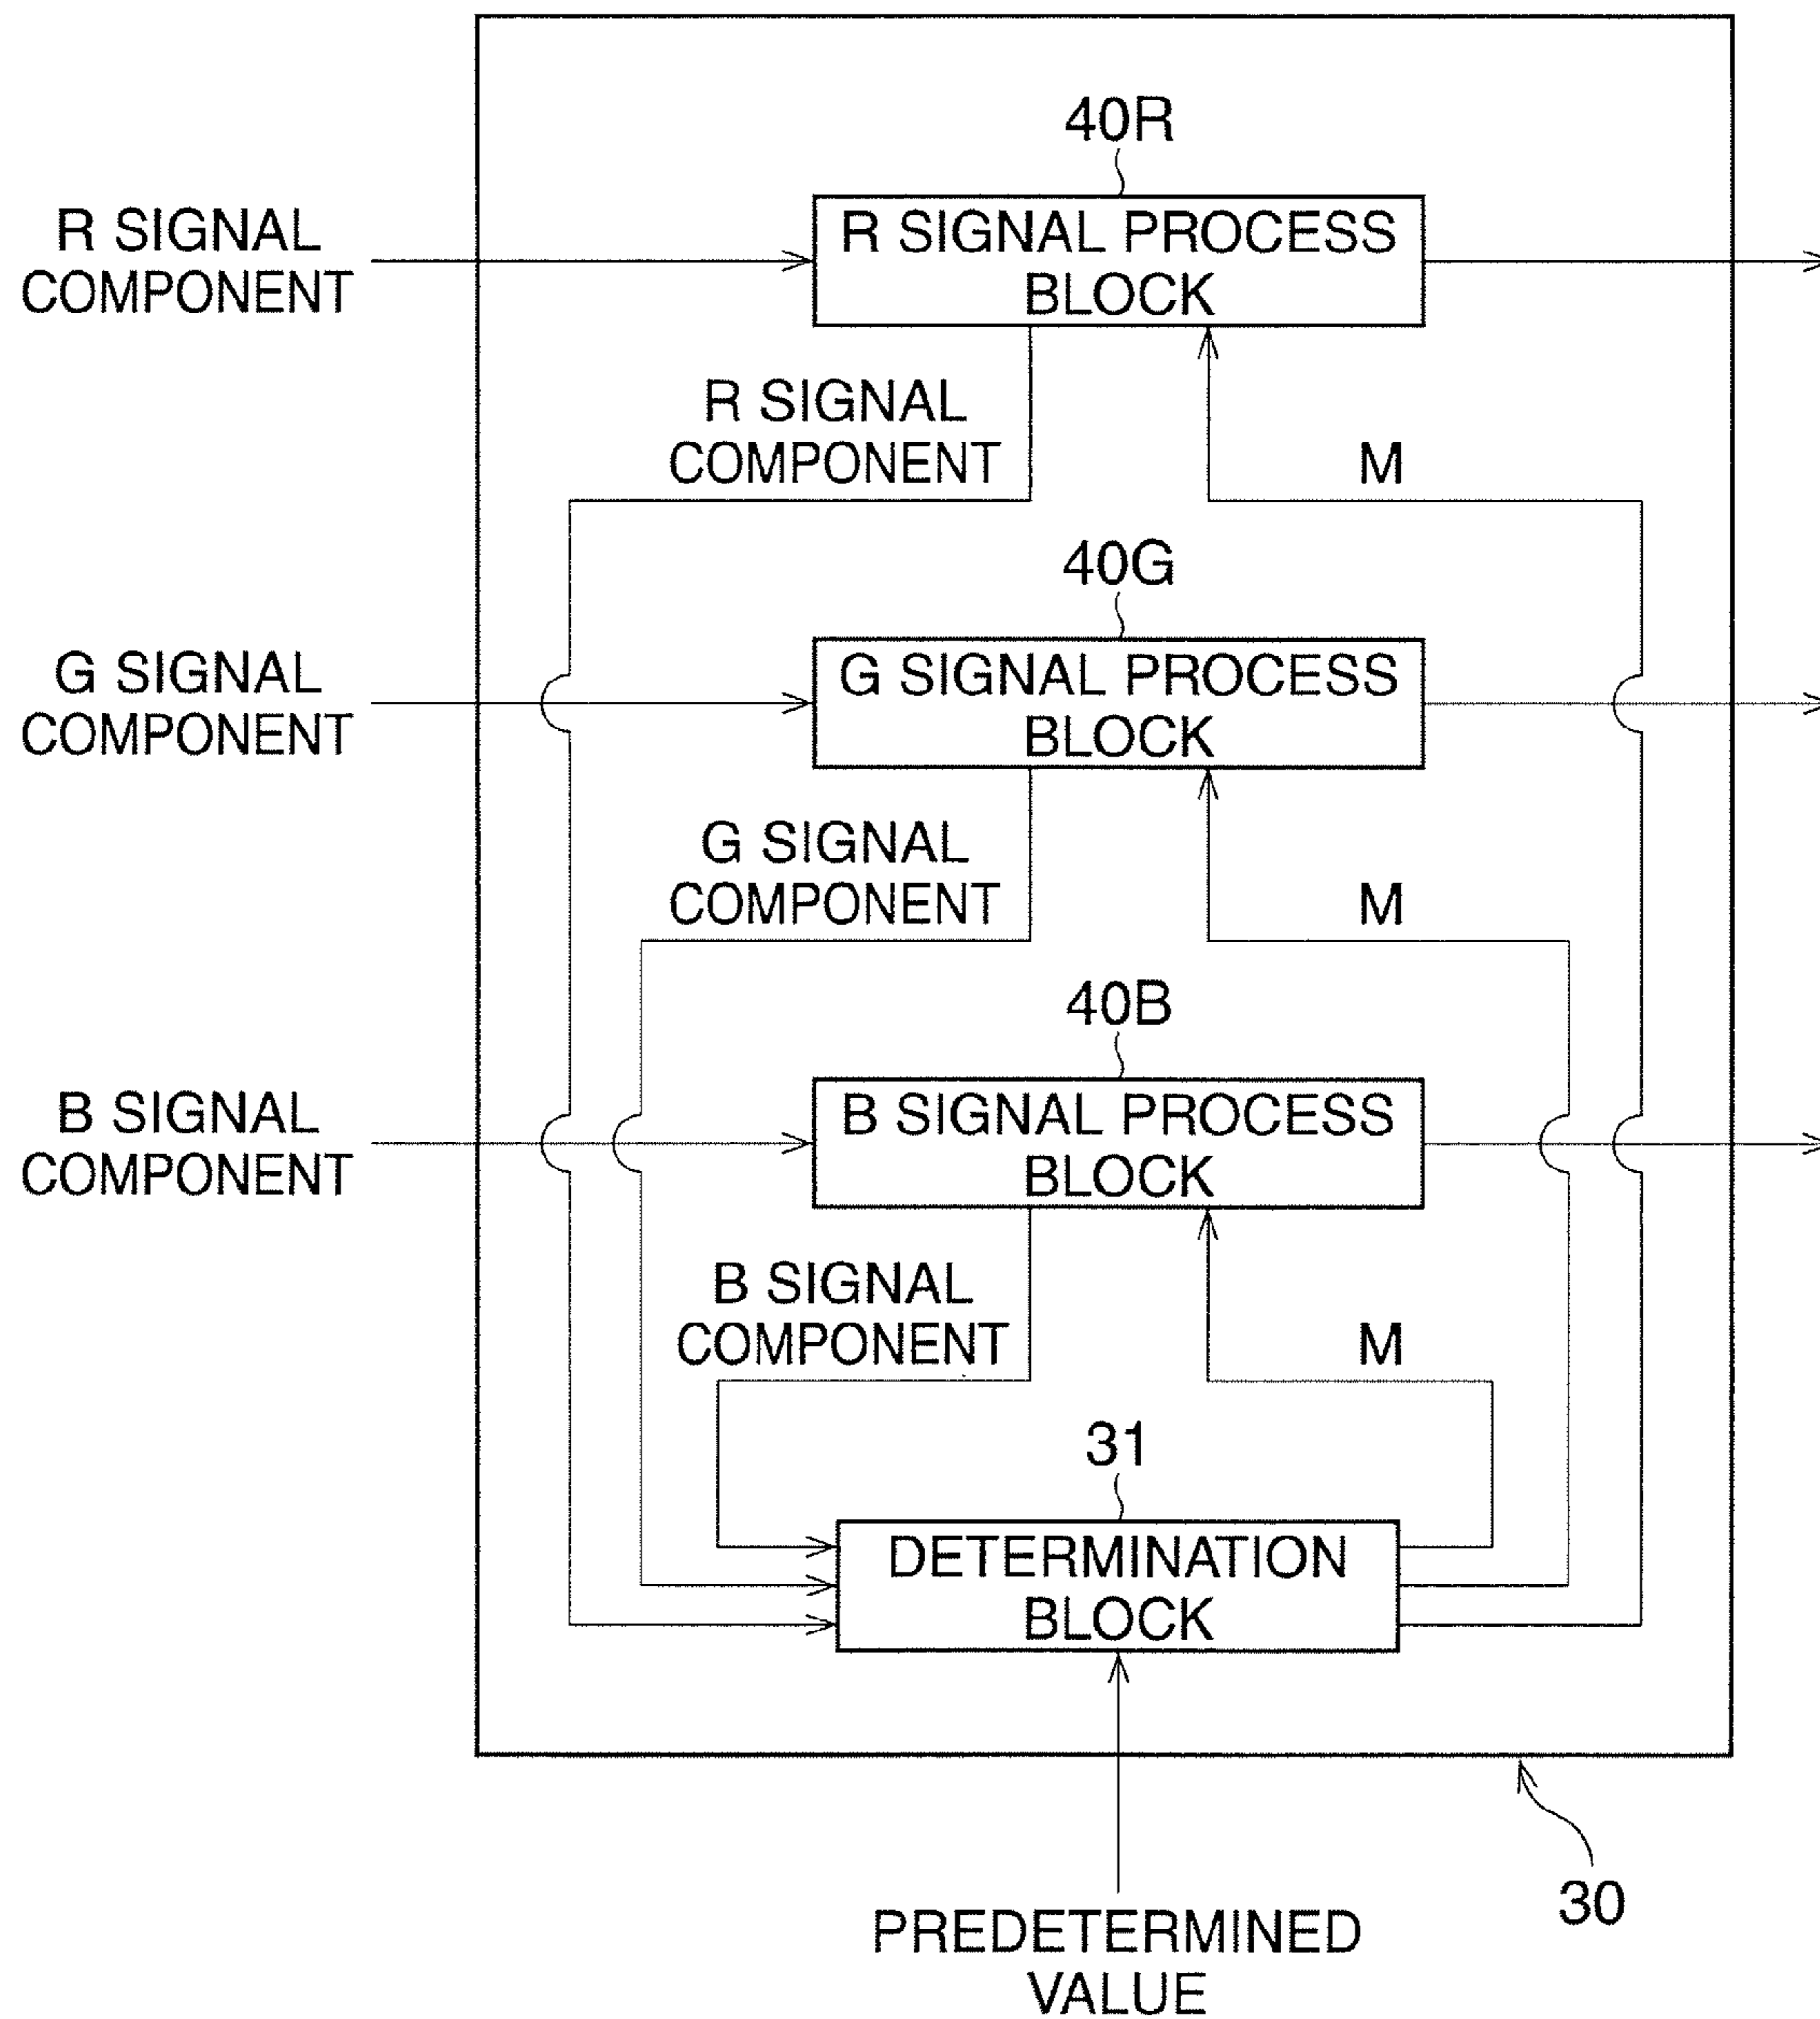 40R
R SIGNAL
COMPONENT
R SIGNAL PROCESS
BLOCK
R SIGNAL
COMPONENT
M
40G
G SIGNAL
COMPONENT
G SIGNAL PROCESS
BLOCK
G SIGNAL
COMPONENT
M
40B
B SIGNAL
COMPONENT
B SIGNAL PROCESS
BLOCK
B SIGNAL
COMPONENT
M
31
DETERMINATION
BLOCK
30
PREDETERMINED
VALUE